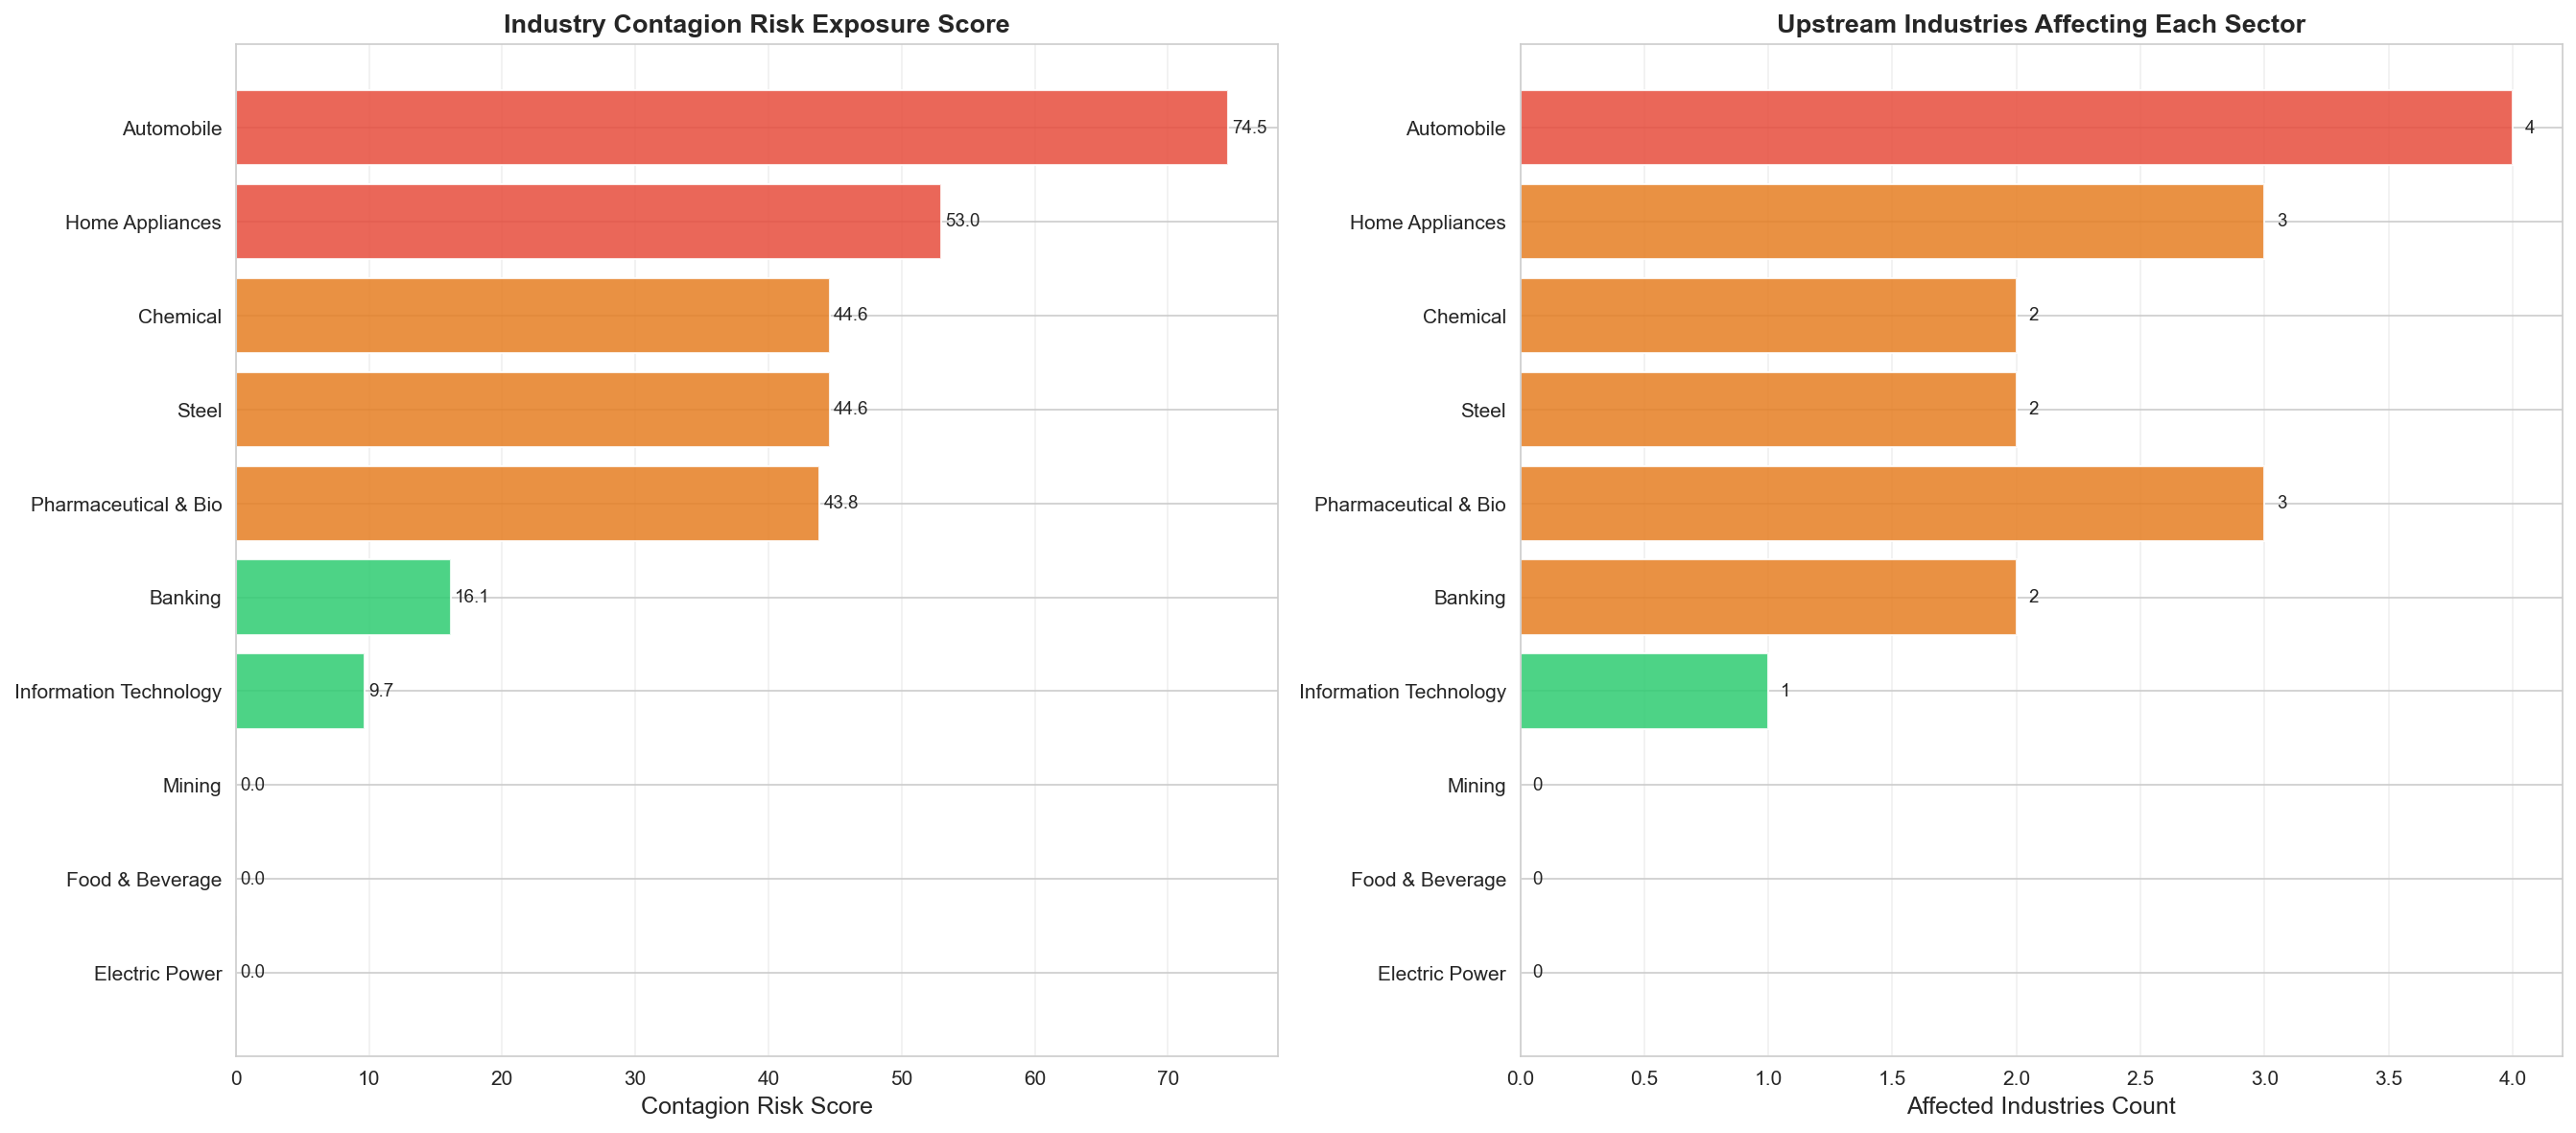 Industry Contagion Risk Exposure Score
Automobile
74.5
Home Appliances
53.0
Chemical
44.6
Steel
44.6
Pharmaceutical & Bio
43.8
Banking
16.1
Information Technology
9.7
Mining
0.0
Food & Beverage
0.0
Electric Power
0.0
0 10 20 30 40 50 60 70
Contagion Risk Score
Upstream Industries Affecting Each Sector
Automobile
4
Home Appliances
3
Chemical
2
Steel
2
Pharmaceutical & Bio
3
Banking
2
Information Technology
1
Mining
0
Food & Beverage
0
Electric Power
0
0.0 0.5 1.0 1.5 2.0 2.5 3.0 3.5 4.0
Affected Industries Count